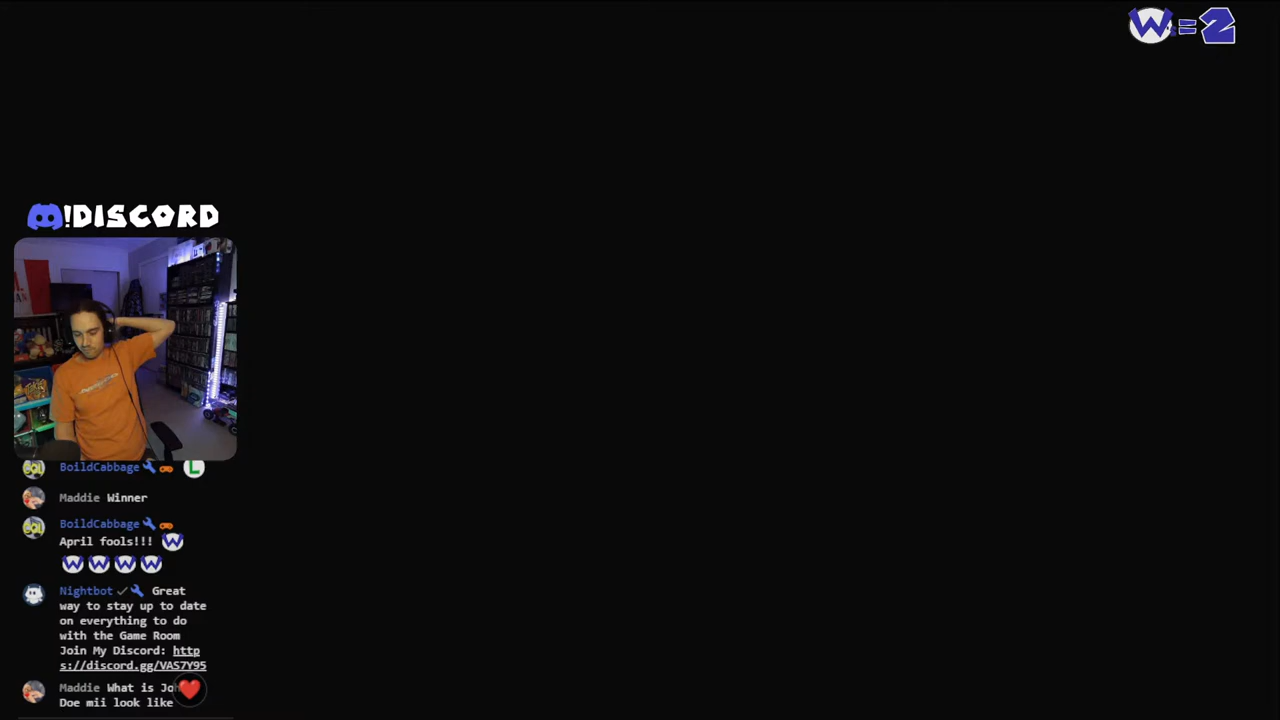 W=2
!DISCORD
BoildCabbage L
Maddie Winner
BoildCabbage
April fools!!! W
W W W W
Nightbot Great
way to stay up to date
on everything to do
with the Game Room
Join My Discord: http
s://discord.gg/VAS7Y95
Maddie What is
Doe mii look like